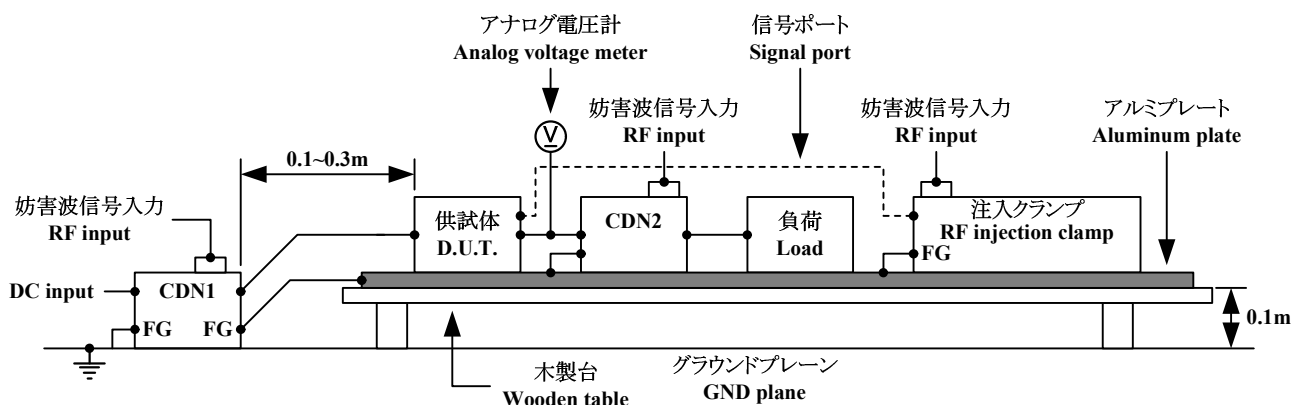 アナログ電圧計
Analog voltage meter
信号ポート
Signal port
妨害波信号入力
RF input
妨害波信号入力
RF input
アルミプレート
Aluminum plate
V
0.1~0.3m
妨害波信号入力
RF input
供試体
D.U.T.
CDN2
負荷
Load
注入クランプ
RF injection clamp
FG
DC input
CDN1
FG
FG
0.1m
木製台
Wooden table
グラウンドプレーン
GND plane